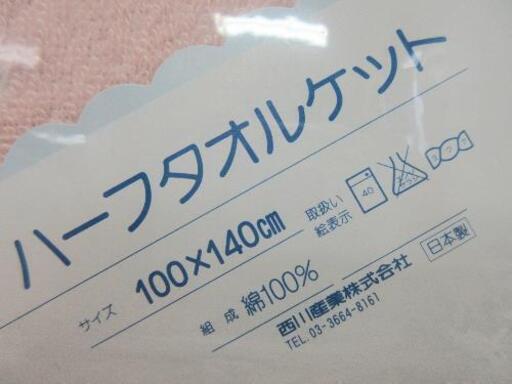 ハーフタオルケット
サイズ 100×140cm 取扱い 絵表示 40
組成 綿100%
西川産業株式会社 日本製
TEL. 03-3664-8161